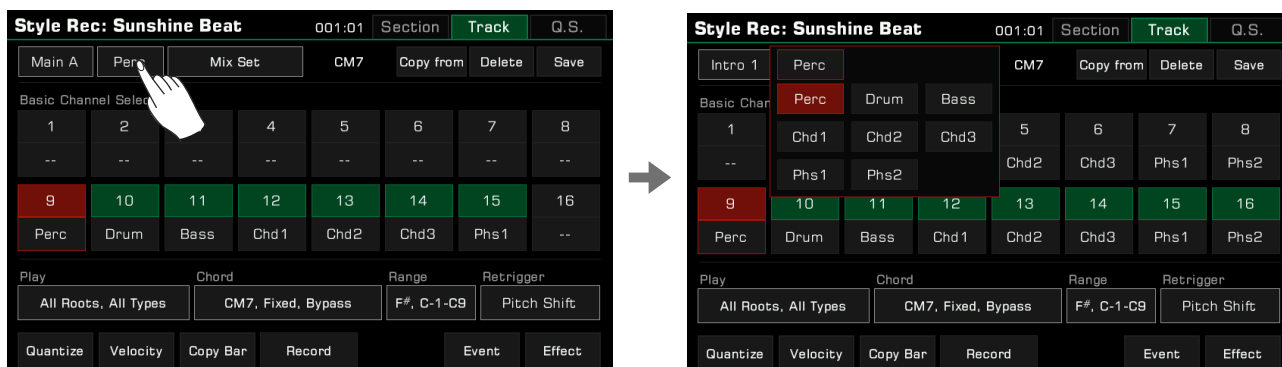 Style Rec: Sunshine Beat 001:01 Section Track Q.S.
Main A Perc Mix Set CM7 Copy from Delete Save
Basic Channel Selec
1 2 4 5 6 7 8
-- -- -- -- -- -- -- --
9 10 11 12 13 14 15 16
Perc Drum Bass Chd1 Chd2 Chd3 Phs1 --
Play Chord Range Retrigger
All Roots, All Types CM7, Fixed, Bypass F#, C-1-C9 Pitch Shift
Quantize Velocity Copy Bar Record Event Effect
Style Rec: Sunshine Beat 001:01 Section Track Q.S.
Intro 1 Perc CM7 Copy from Delete Save
Basic Chan
Perc Drum Bass
1 5 6 7 8
Chd1 Chd2 Chd3
-- Chd2 Chd3 Phs1 Phs2
Phs1 Phs2
9 10 11 12 13 14 15 16
Perc Drum Bass Chd1 Chd2 Chd3 Phs1 Phs2
Play Chord Range Retrigger
All Roots, All Types CM7, Fixed, Bypass F#, C-1-C9 Pitch Shift
Quantize Velocity Copy Bar Record Event Effect